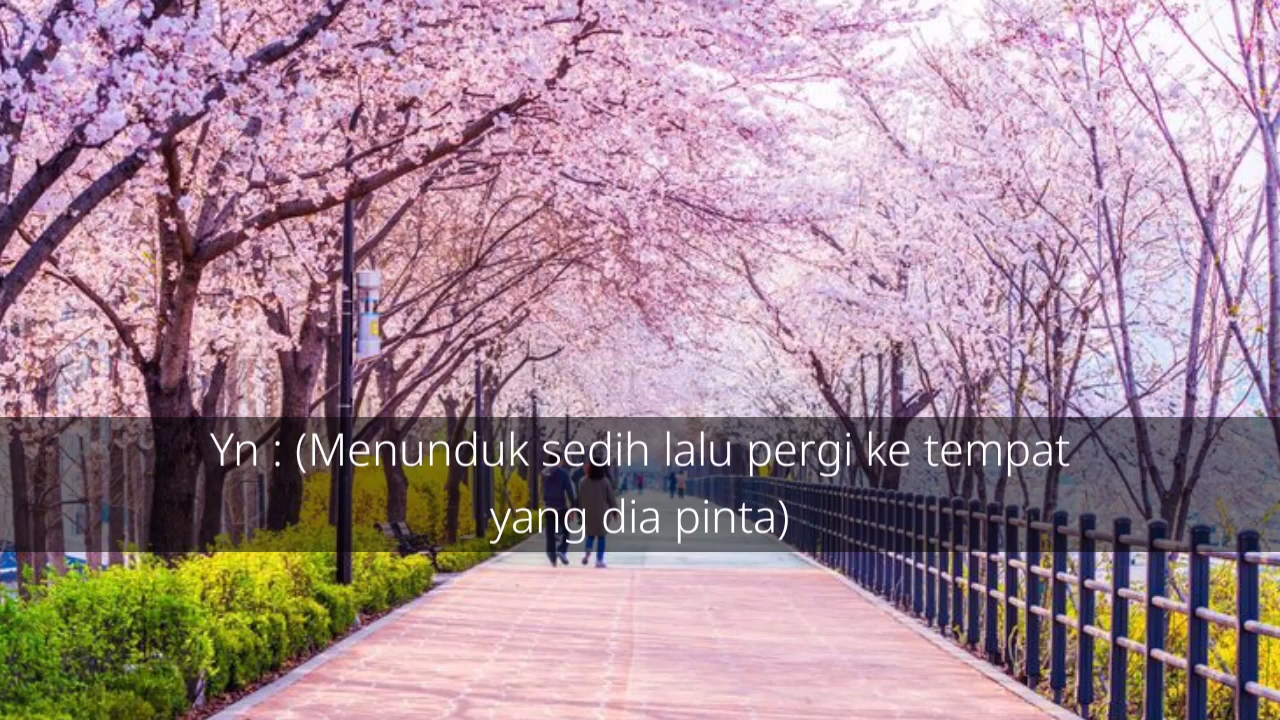 Yn : (Menunduk sedih lalu pergi ke tempat
yang dia pinta)